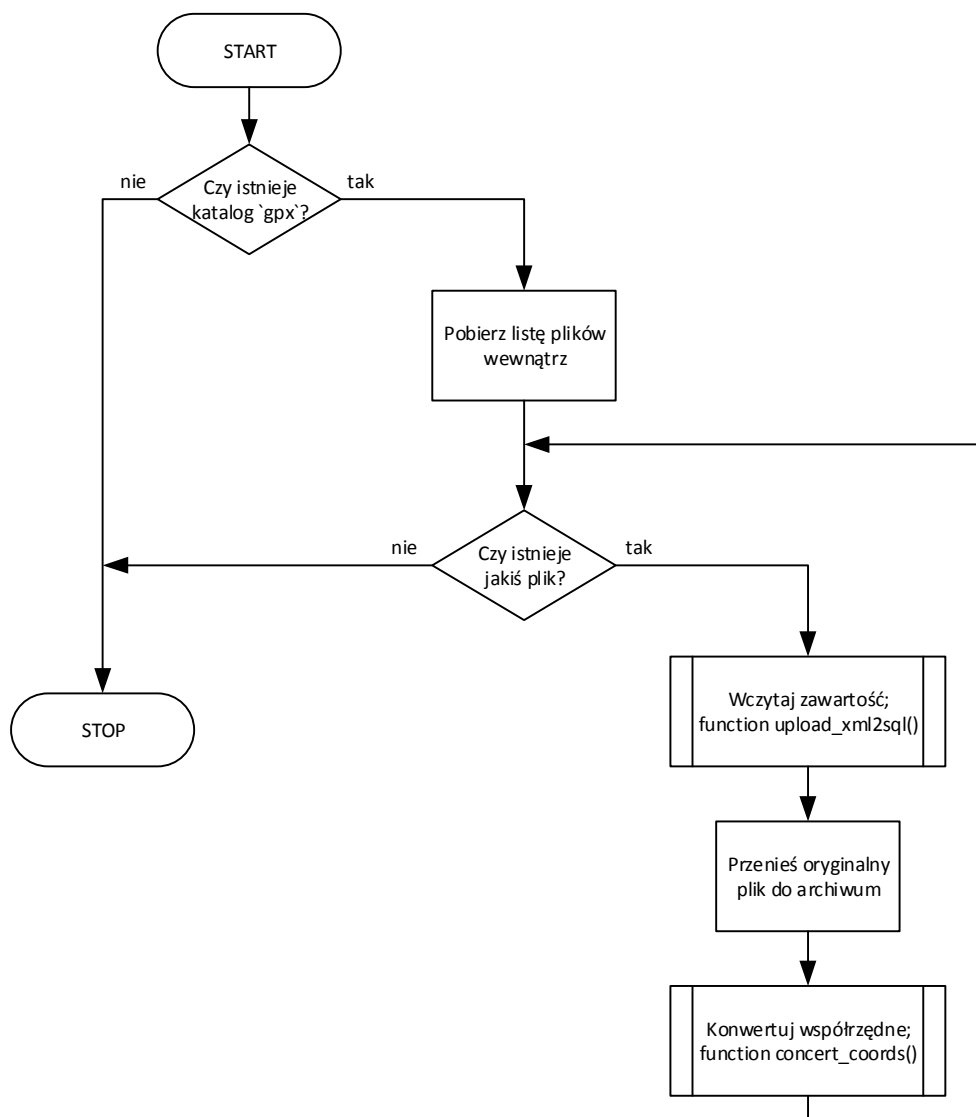 START
nie
tak
Czy istnieje
katalog `gpx`?
Pobierz listę plików
wewnątrz
nie
tak
Czy istnieje
jakiś plik?
Wczytaj zawartość;
function upload_xml2sql()
STOP
Przenieś oryginalny
plik do archiwum
Konwertuj współrzędne;
function concert_coords()